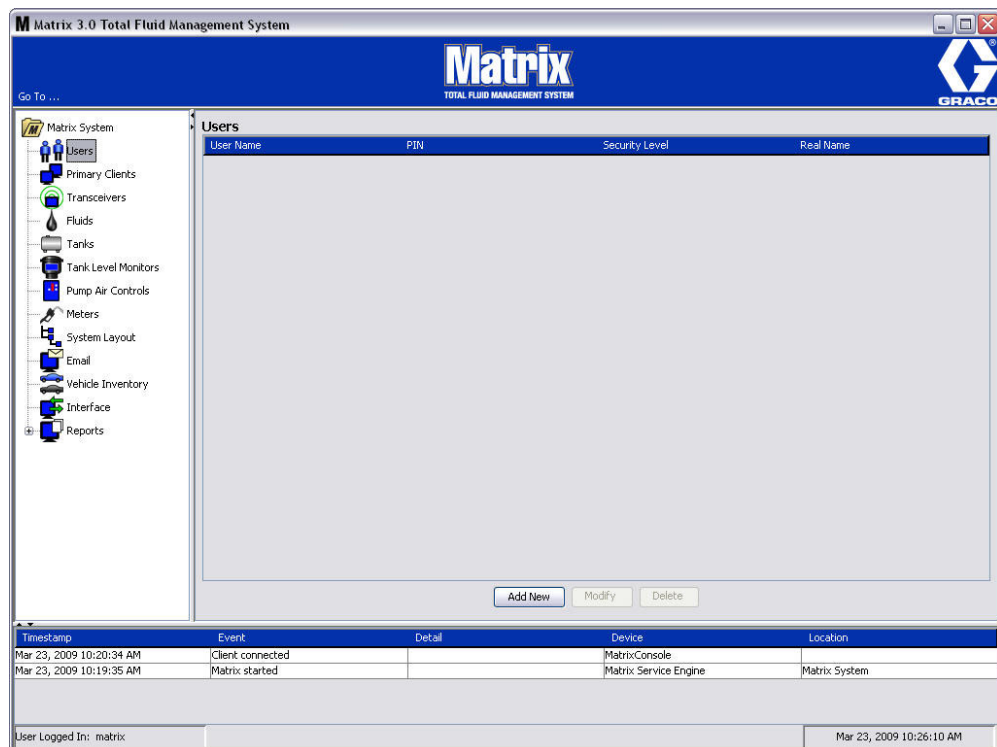 M Matrix 3.0 Total Fluid Management System
Matrix
TOTAL FLUID MANAGEMENT SYSTEM
GRACO
®
Go To ...
Matrix System
Users
Primary Clients
Transceivers
Fluids
Tanks
Tank Level Monitors
Pump Air Controls
Meters
System Layout
Email
Vehicle Inventory
Interface
Reports
Users
User Name PIN Security Level Real Name
Add New Modify Delete
Timestamp Event Detail Device Location
Mar 23, 2009 10:20:34 AM Client connected MatrixConsole
Mar 23, 2009 10:19:35 AM Matrix started Matrix Service Engine Matrix System
User Logged In: matrix Mar 23, 2009 10:26:10 AM